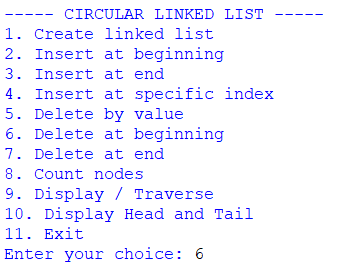 ----- CIRCULAR LINKED LIST -----
1. Create linked list
2. Insert at beginning
3. Insert at end
4. Insert at specific index
5. Delete by value
6. Delete at beginning
7. Delete at end
8. Count nodes
9. Display / Traverse
10. Display Head and Tail
11. Exit
Enter your choice: 6